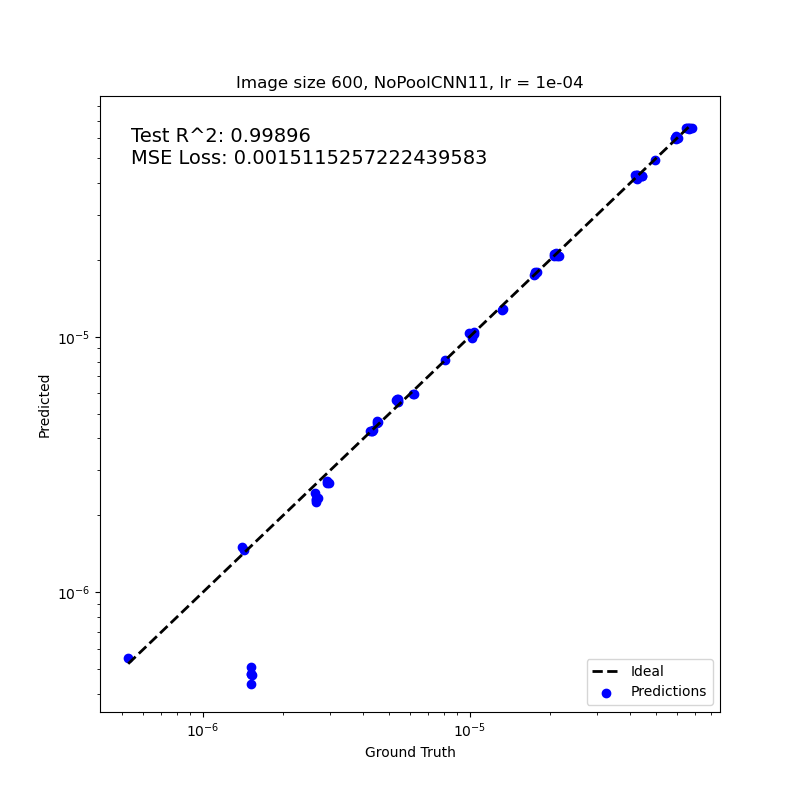 Image size 600, NoPoolCNN11, lr = 1e-04
Test R^2: 0.99896
MSE Loss: 0.0015115257222439583
10⁻⁵
Predicted
10⁻⁶
Ideal
Predictions
10⁻⁶
10⁻⁵
Ground Truth